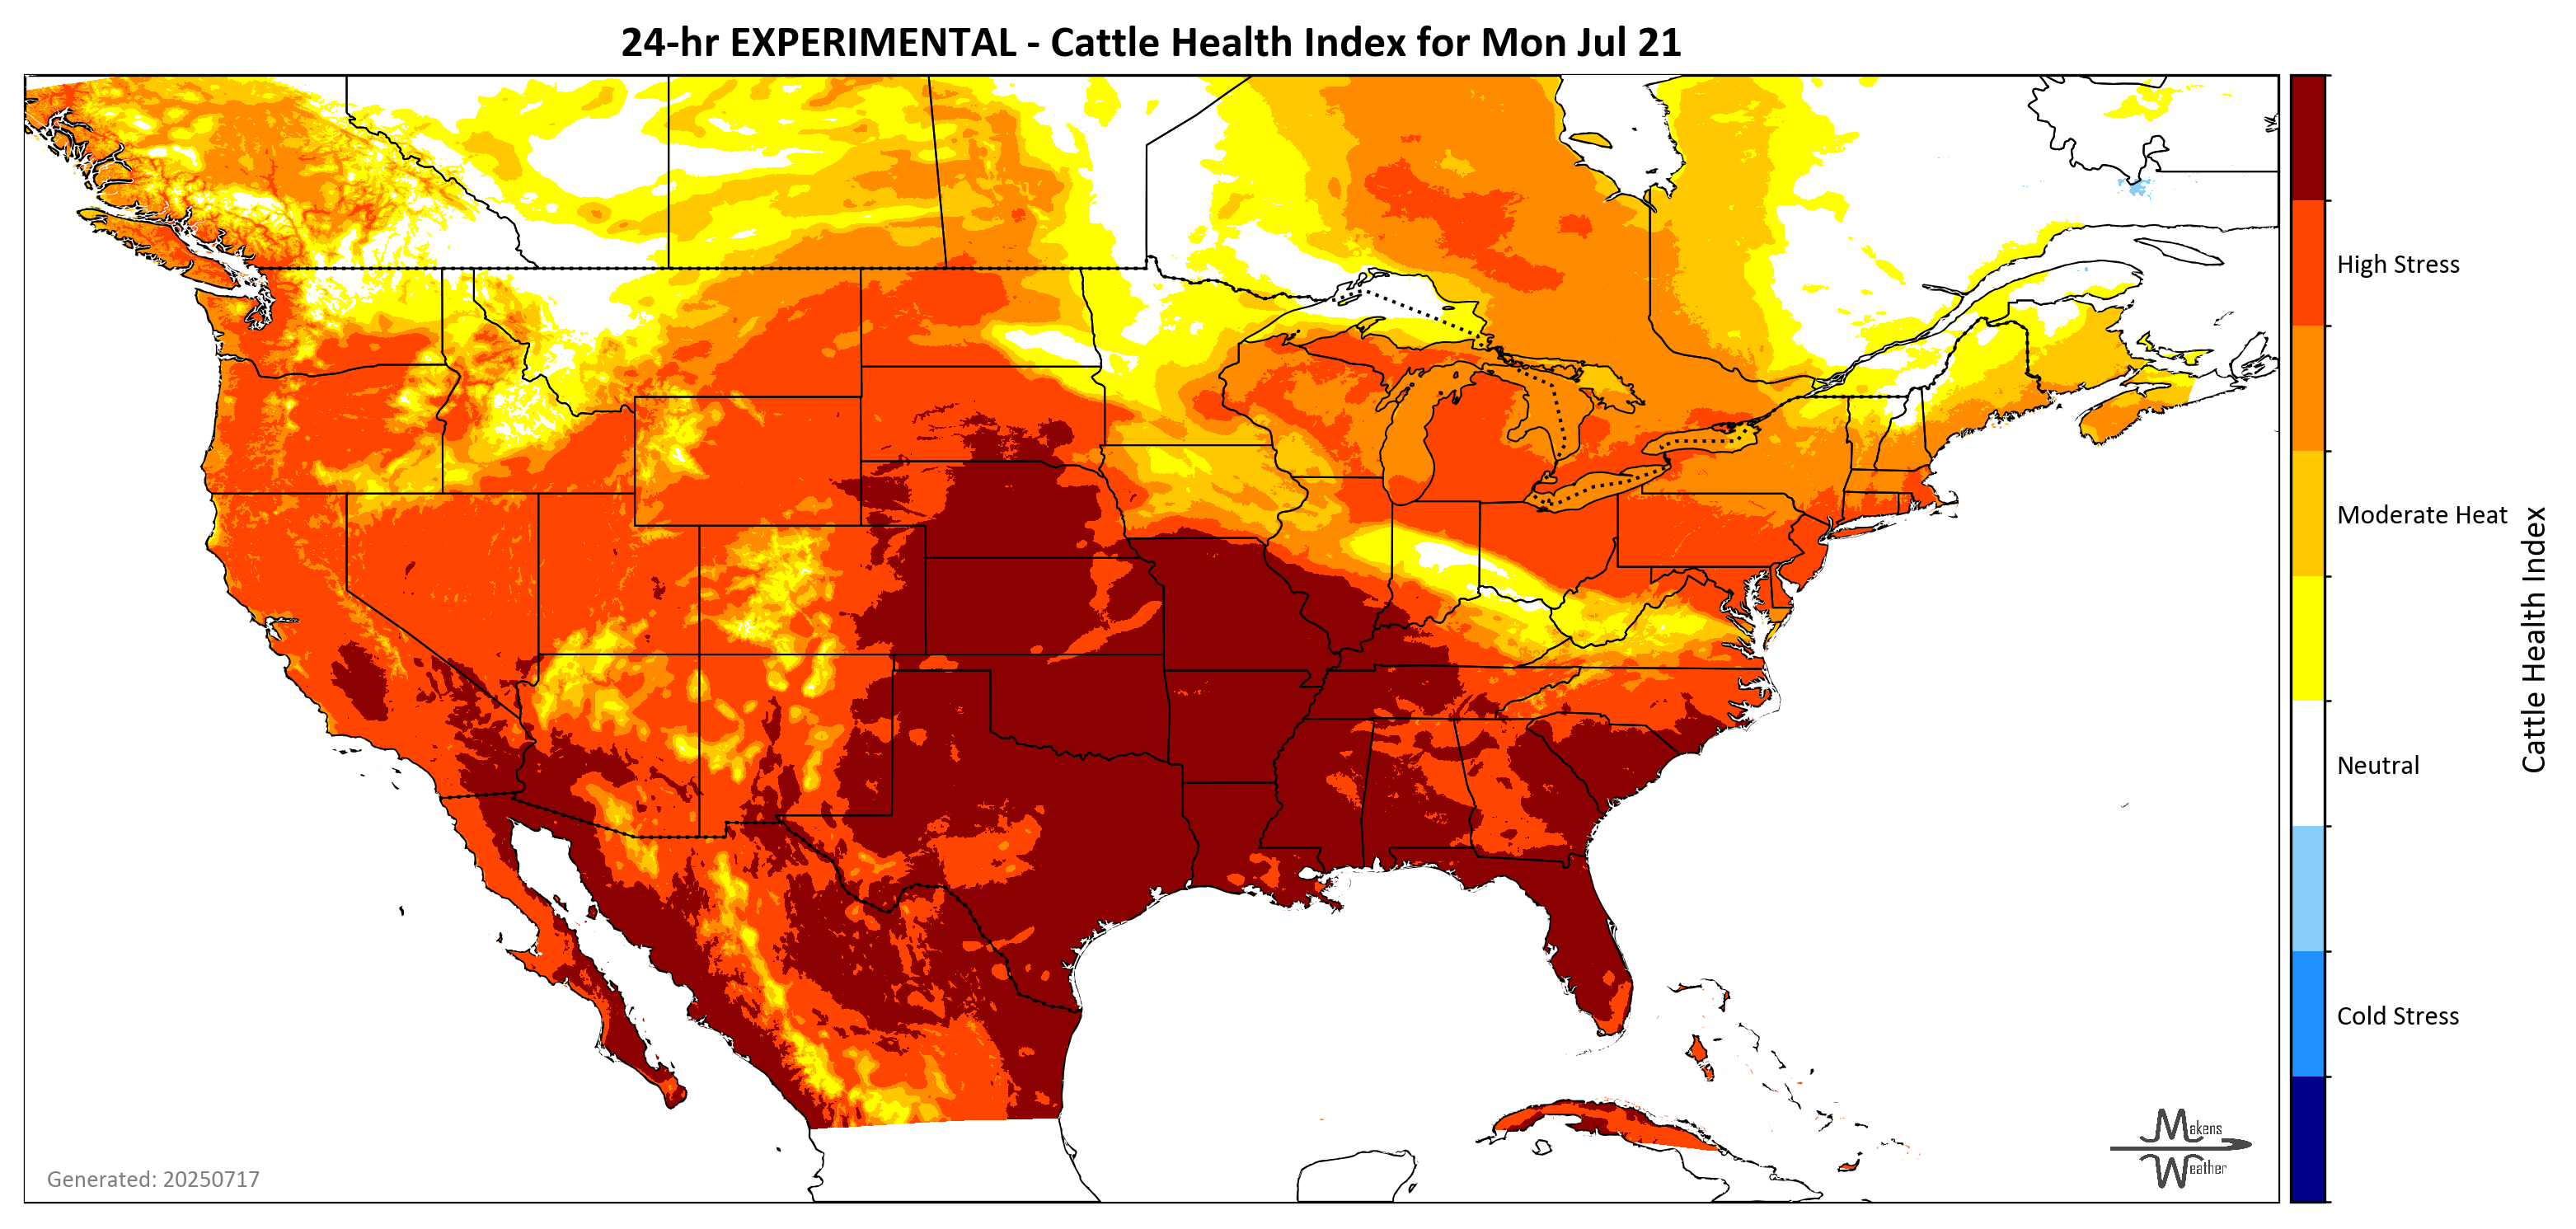 24-hr EXPERIMENTAL - Cattle Health Index for Mon Jul 21
High Stress
Moderate Heat
Neutral
Cold Stress
Cattle Health Index
Generated: 20250717
Makens
Weather